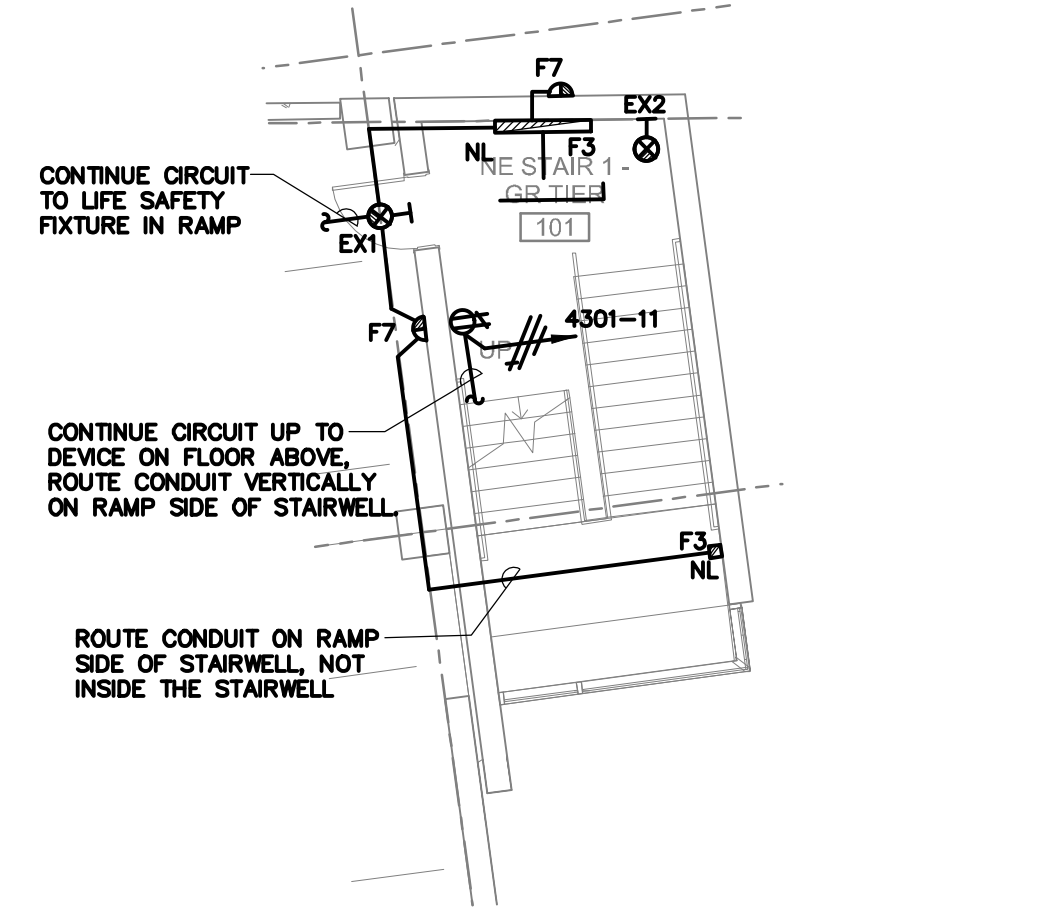 F7
EX2
NL
F3
NE STAIR 1 -
GR TIER
101
CONTINUE CIRCUIT
TO LIFE SAFETY
FIXTURE IN RAMP
EX1
F7
4301-11
UP
CONTINUE CIRCUIT UP TO
DEVICE ON FLOOR ABOVE,
ROUTE CONDUIT VERTICALLY
ON RAMP SIDE OF STAIRWELL.
F3
NL
ROUTE CONDUIT ON RAMP
SIDE OF STAIRWELL, NOT
INSIDE THE STAIRWELL